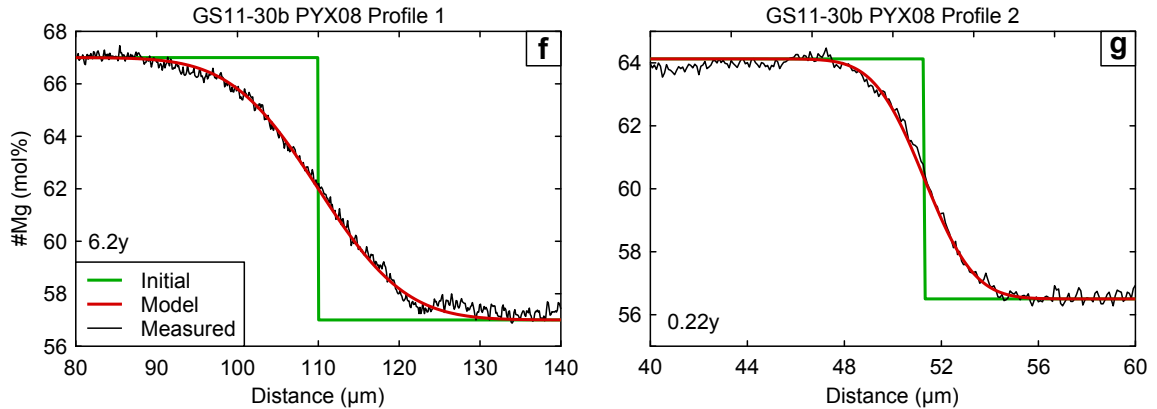 GS11-30b PYX08 Profile 1
f
68
66
64
62
60
58
56
#Mg (mol%)
6.2y
Initial
Model
Measured
80 90 100 110 120 130 140
Distance (µm)
GS11-30b PYX08 Profile 2
g
64
62
60
58
56
0.22y
40 44 48 52 56 60
Distance (µm)